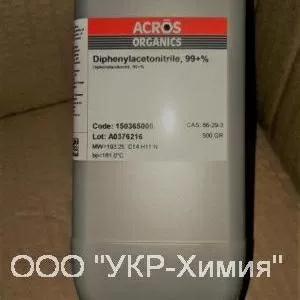 ACROS
ORGANICS
Diphenylacetonitrile, 99+%
Code: 150365000
CAS: 86-29-3
Lot: A0376216
500 GR
MW=193.25 C14 H11 N
bp=181.0°C
ООО "УКР-Химия"